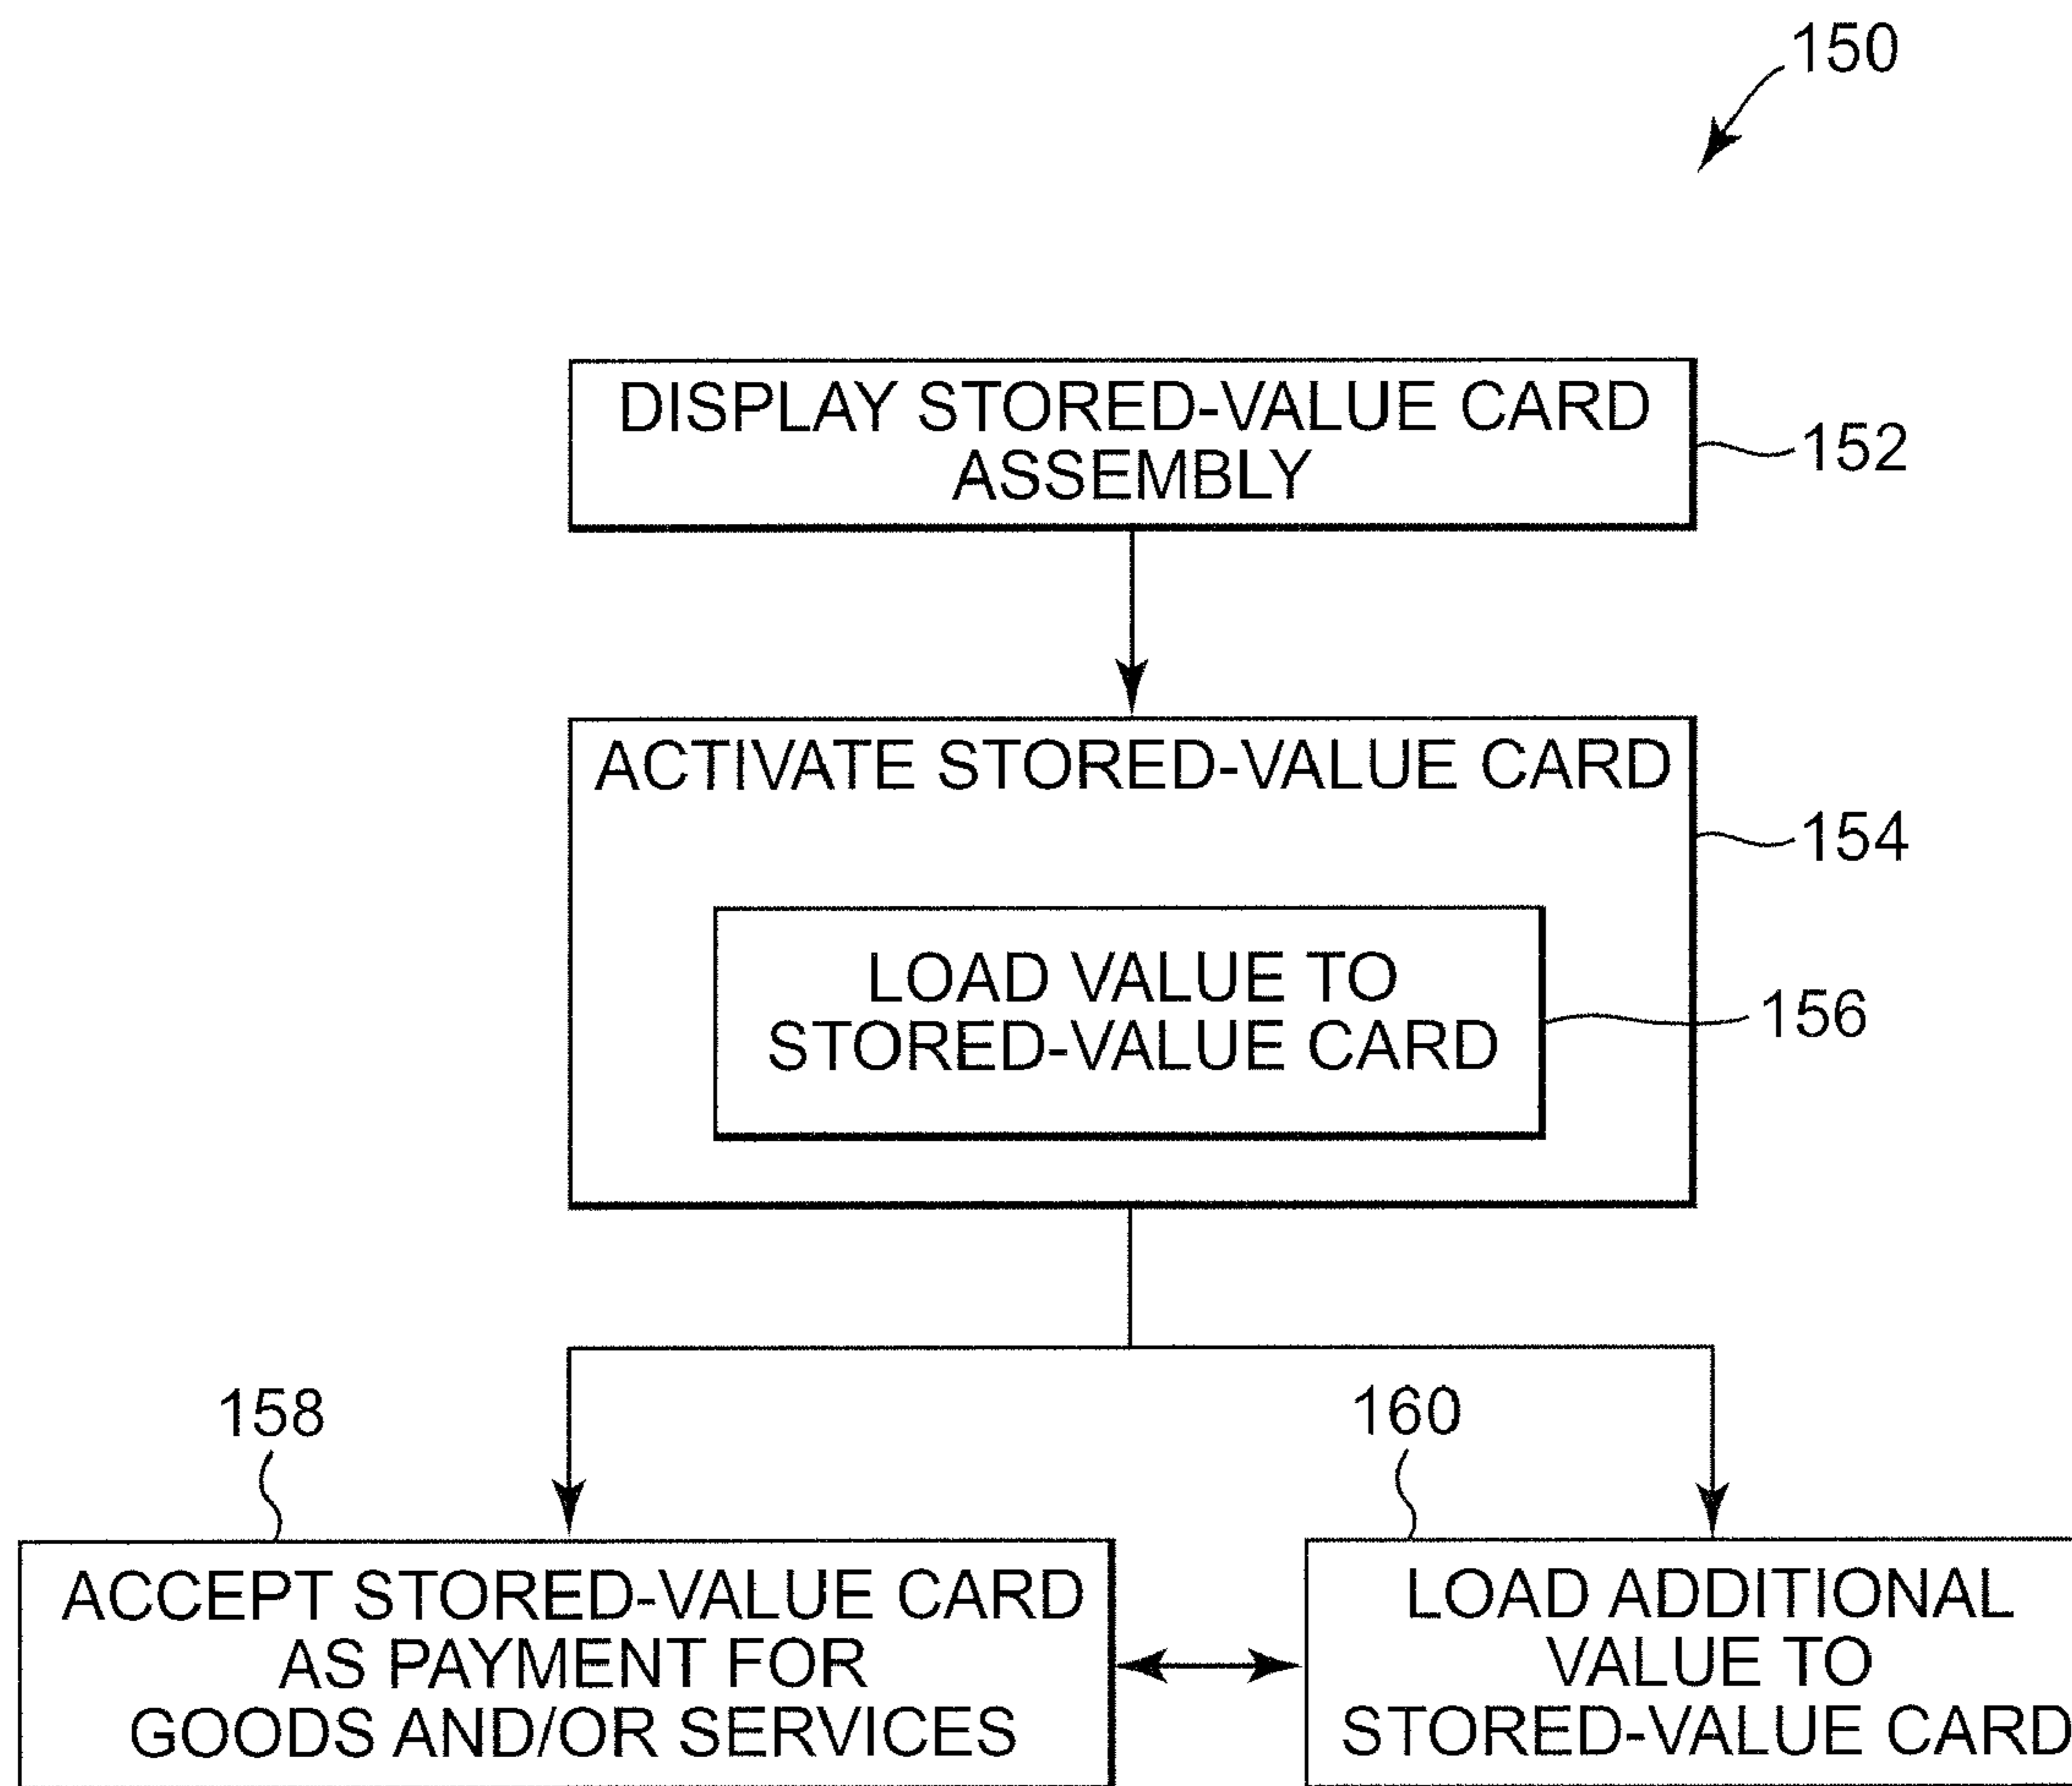 150
DISPLAY STORED-VALUE CARD
ASSEMBLY
152
ACTIVATE STORED-VALUE CARD
154
LOAD VALUE TO
STORED-VALUE CARD
156
158
160
ACCEPT STORED-VALUE CARD
AS PAYMENT FOR
GOODS AND/OR SERVICES
LOAD ADDITIONAL
VALUE TO
STORED-VALUE CARD